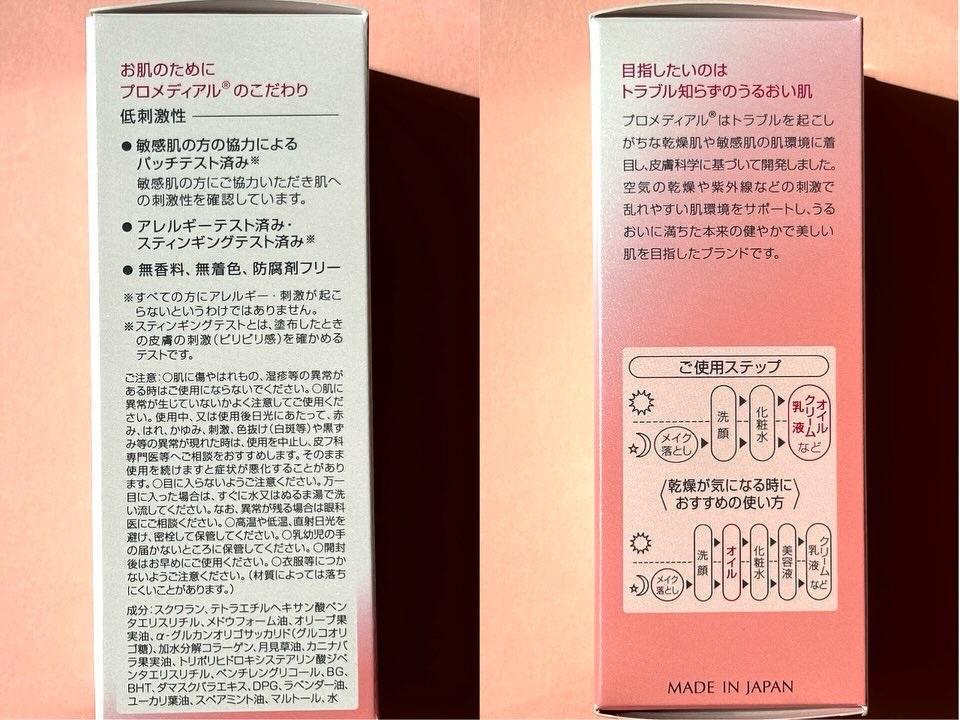 お肌のために
プロメディアル®のこだわり
低刺激性
●敏感肌の方の協力による
パッチテスト済み※
敏感肌の方にご協力いただき肌へ
の刺激性を確認しています。
●アレルギーテスト済み・
スティンギングテスト済み※
●無香料、無着色、防腐剤フリー
※すべての方にアレルギー・刺激が起こ
らないというわけではありません。
※スティンギングテストとは、塗布したとき
の皮膚の刺激(ピリピリ感)を確かめる
テストです。
ご注意:○肌に傷やはれもの、湿疹等の異常が
ある時はご使用にならないでください。○肌に
異常が生じていないかよく注意してご使用くだ
さい。使用中、又は使用後日光にあたって、赤
み、はれ、かゆみ、刺激、色抜け(白斑等)や黒ず
み等の異常が現れた時は、使用を中止し、皮フ科
専門医等へご相談をおすすめします。そのまま
使用を続けますと症状が悪化することがあり
ます。○目に入らないようご注意ください。万一
目に入った場合は、すぐに水又はぬるま湯で洗
い流してください。なお、異常が残る場合は眼科
医にご相談ください。○高温や低温、直射日光を
避け、密栓して保管してください。○乳幼児の手
の届かないところに保管してください。○開封
後はお早めにご使用ください。○衣服等につか
ないようご注意ください。(材質によっては落ち
にくいことがあります。)
成分:スクワラン、テトラエチルヘキサン酸ペン
タエリスリチル、メドウフォーム油、オリーブ果
実油、α-グルカンオリゴサッカリド(グルコオリ
ゴ糖)、加水分解コラーゲン、月見草油、カニナバ
ラ果実油、トリポリヒドロキシステアリン酸ジペ
ンタエリスリチル、ペンチレングリコール、BG、
BHT、ダマスクバラエキス、DPG、ラベンダー油、
ユーカリ葉油、スペアミント油、マルトール、水
目指したいのは
トラブル知らずのうるおい肌
プロメディアル®はトラブルを起こし
がちな乾燥肌や敏感肌の肌環境に着
目し、皮膚科学に基づいて開発しました。
空気の乾燥や紫外線などの刺激で
乱れやすい肌環境をサポートし、うる
おいに満ちた本来の健やかで美しい
肌を目指したブランドです。
ご使用ステップ
メイク
落とし
洗顔
化粧水
オイル
クリーム
乳液
など
乾燥が気になる時に
おすすめの使い方
メイク
落とし
洗顔
オイル
化粧水
美容液
クリーム
乳液
など
MADE IN JAPAN